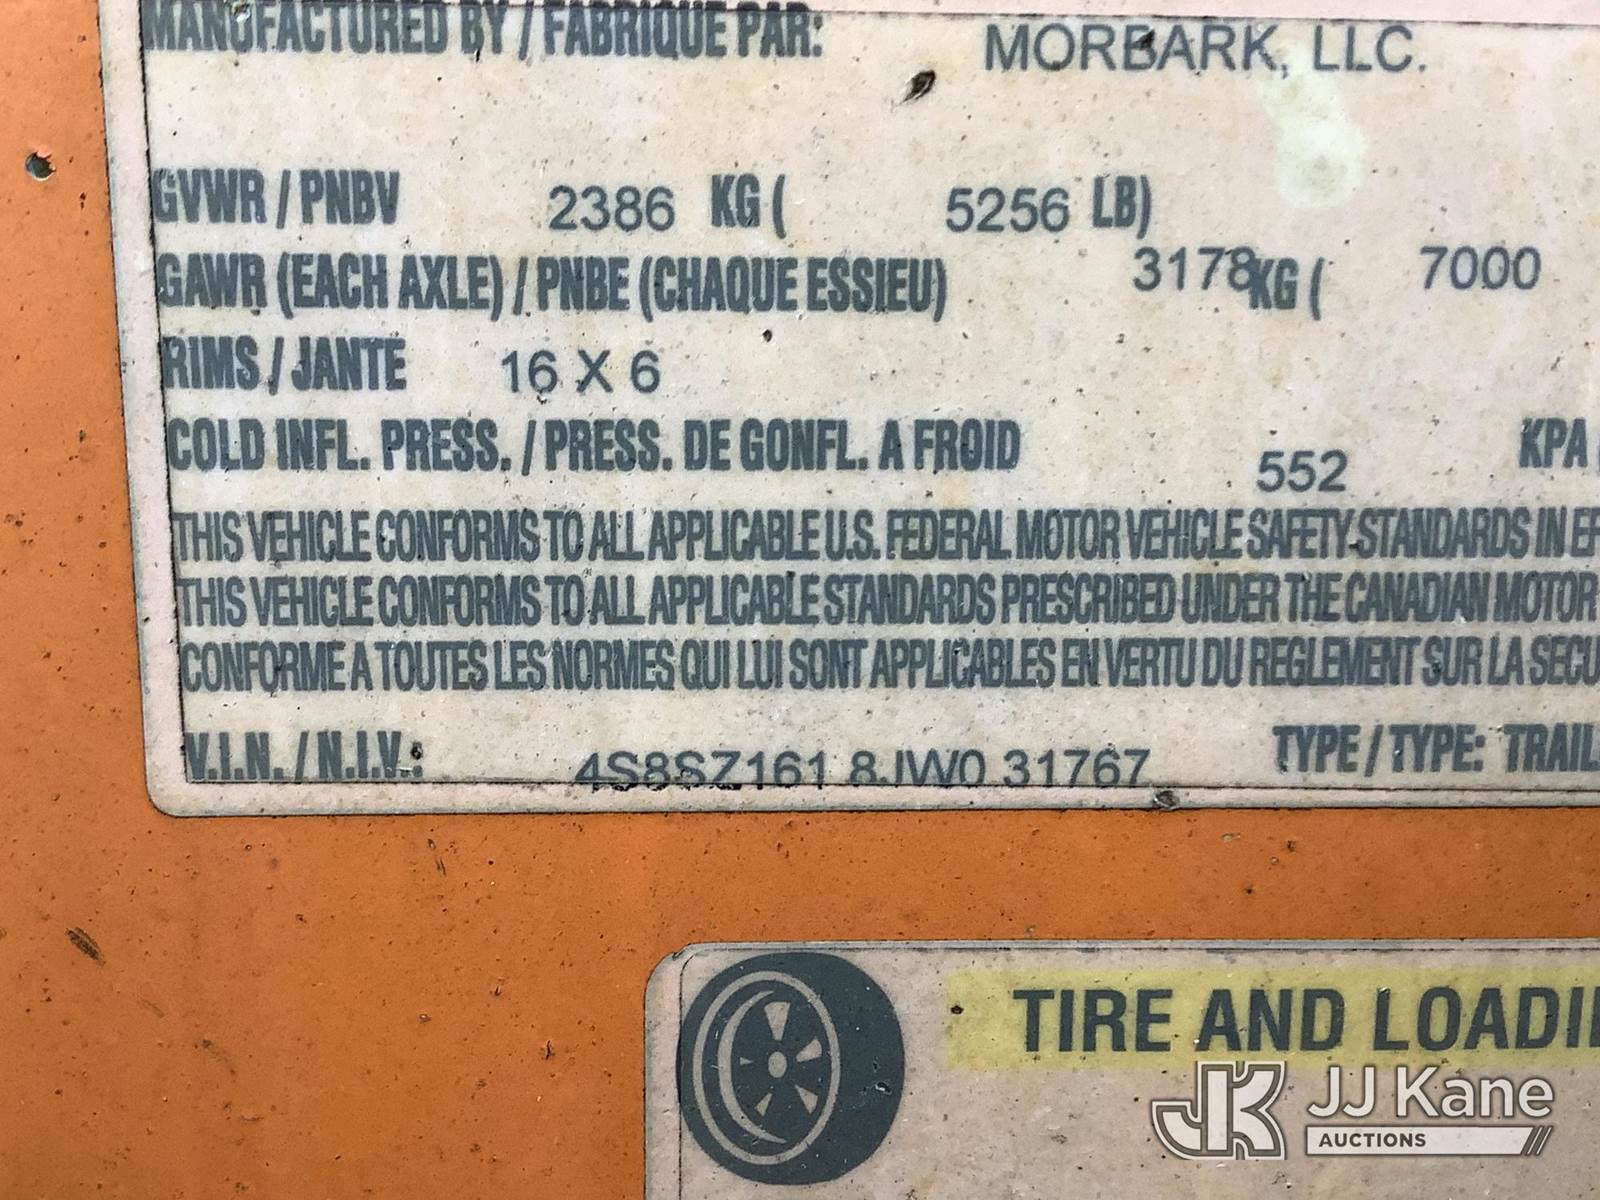 MANUFACTURED BY / FABRIQUE PAR: MORBARK, LLC.
GVWR / PNBV 2386 KG ( 5256 LB)
GAWR (EACH AXLE) / PNBE (CHAQUE ESSIEU) 3178 KG ( 7000
RIMS / JANTE 16 X 6
COLD INFL. PRESS. / PRESS. DE GONFL. A FROID 552 KPA
THIS VEHICLE CONFORMS TO ALL APPLICABLE U.S. FEDERAL MOTOR VEHICLE SAFETY STANDARDS IN EF
THIS VEHICLE CONFORMS TO ALL APPLICABLE STANDARDS PRESCRIBED UNDER THE CANADIAN MOTOR
CONFORME A TOUTES LES NORMES QUI LUI SONT APPLICABLES EN VERTU DU REGLEMENT SUR LA SECU
V.I.N. / N.I.V.: 4S8SZ161 8JW0 31767 TYPE / TYPE: TRAIL
TIRE AND LOADI
JK JJ Kane
AUCTIONS